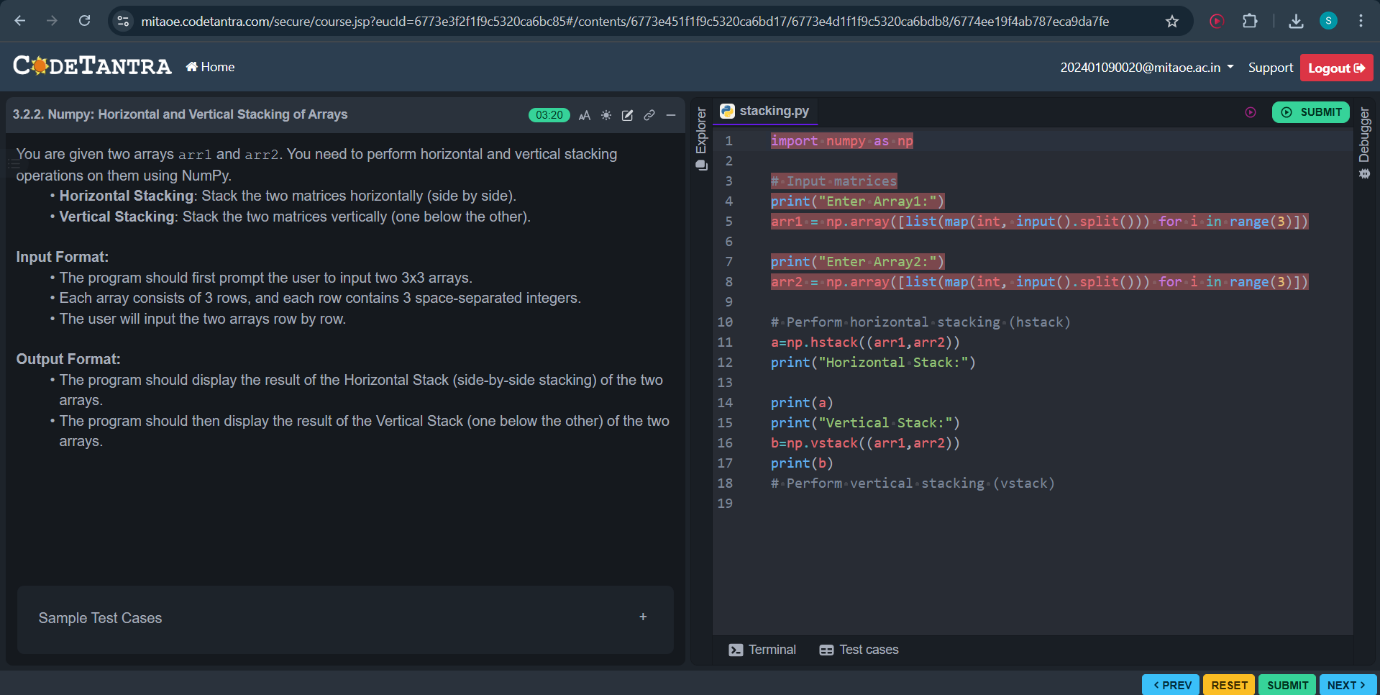 mitaoe.codetantra.com/secure/course.jsp?eucId=6773e3f2f1f9c5320ca6bc85#/contents/6773e451f1f9c5320ca6bd17/6773e4d1f1f9c5320ca6bdb8/6774ee19f4ab787eca9da7fe
S
CODETANTRA
Home
202401090020@mitaoe.ac.in
Support
Logout
3.2.2. Numpy: Horizontal and Vertical Stacking of Arrays
03:20
AA
You are given two arrays arr1 and arr2. You need to perform horizontal and vertical stacking
operations on them using NumPy.
• Horizontal Stacking: Stack the two matrices horizontally (side by side).
• Vertical Stacking: Stack the two matrices vertically (one below the other).
Input Format:
• The program should first prompt the user to input two 3x3 arrays.
• Each array consists of 3 rows, and each row contains 3 space-separated integers.
• The user will input the two arrays row by row.
Output Format:
• The program should display the result of the Horizontal Stack (side-by-side stacking) of the two
arrays.
• The program should then display the result of the Vertical Stack (one below the other) of the two
arrays.
Sample Test Cases
+
Explorer
stacking.py
SUBMIT
Debugger
1 import numpy as np
2
3 # Input matrices
4 print("Enter Array1:")
5 arr1 = np.array([list(map(int, input().split())) for i in range(3)])
6
7 print("Enter Array2:")
8 arr2 = np.array([list(map(int, input().split())) for i in range(3)])
9
10 # Perform horizontal stacking (hstack)
11 a=np.hstack((arr1,arr2))
12 print("Horizontal Stack:")
13
14 print(a)
15 print("Vertical Stack:")
16 b=np.vstack((arr1,arr2))
17 print(b)
18 # Perform vertical stacking (vstack)
19
Terminal
Test cases
< PREV
RESET
SUBMIT
NEXT >